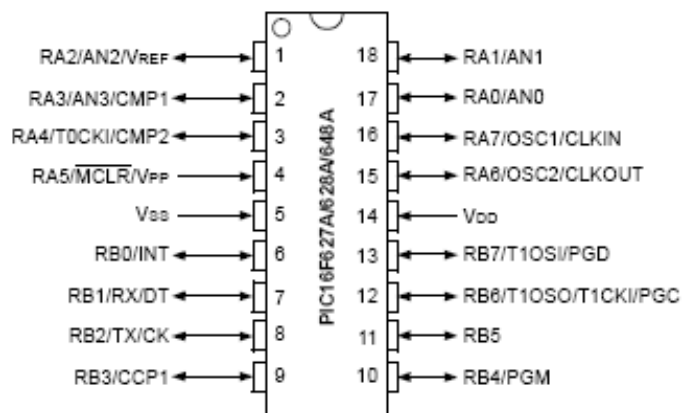 RA2/AN2/VREF 1 18 RA1/AN1
RA3/AN3/CMP1 2 17 RA0/AN0
RA4/T0CKI/CMP2 3 16 RA7/OSC1/CLKIN
RA5/MCLR/VPP 4 15 RA6/OSC2/CLKOUT
VSS 5 14 VDD
RB0/INT 6 13 RB7/T1OSI/PGD
RB1/RX/DT 7 12 RB6/T1OSO/T1CKI/PGC
RB2/TX/CK 8 11 RB5
RB3/CCP1 9 10 RB4/PGM
PIC16F627A/628A/648A